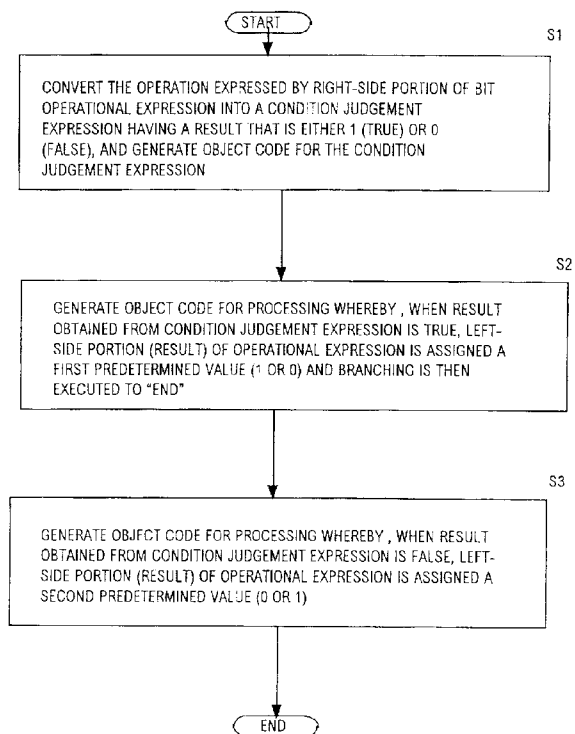 START
S1
CONVERT THE OPERATION EXPRESSED BY RIGHT-SIDE PORTION OF BIT
OPERATIONAL EXPRESSION INTO A CONDITION JUDGEMENT
EXPRESSION HAVING A RESULT THAT IS EITHER 1 (TRUE) OR 0
(FALSE), AND GENERATE OBJECT CODE FOR THE CONDITION
JUDGEMENT EXPRESSION
S2
GENERATE OBJECT CODE FOR PROCESSING WHEREBY , WHEN RESULT
OBTAINED FROM CONDITION JUDGEMENT EXPRESSION IS TRUE, LEFT-
SIDE PORTION (RESULT) OF OPERATIONAL EXPRESSION IS ASSIGNED A
FIRST PREDETERMINED VALUE (1 OR 0) AND BRANCHING IS THEN
EXECUTED TO “END”
S3
GENERATE OBJECT CODE FOR PROCESSING WHEREBY , WHEN RESULT
OBTAINED FROM CONDITION JUDGEMENT EXPRESSION IS FALSE, LEFT-
SIDE PORTION (RESULT) OF OPERATIONAL EXPRESSION IS ASSIGNED A
SECOND PREDETERMINED VALUE (0 OR 1)
END